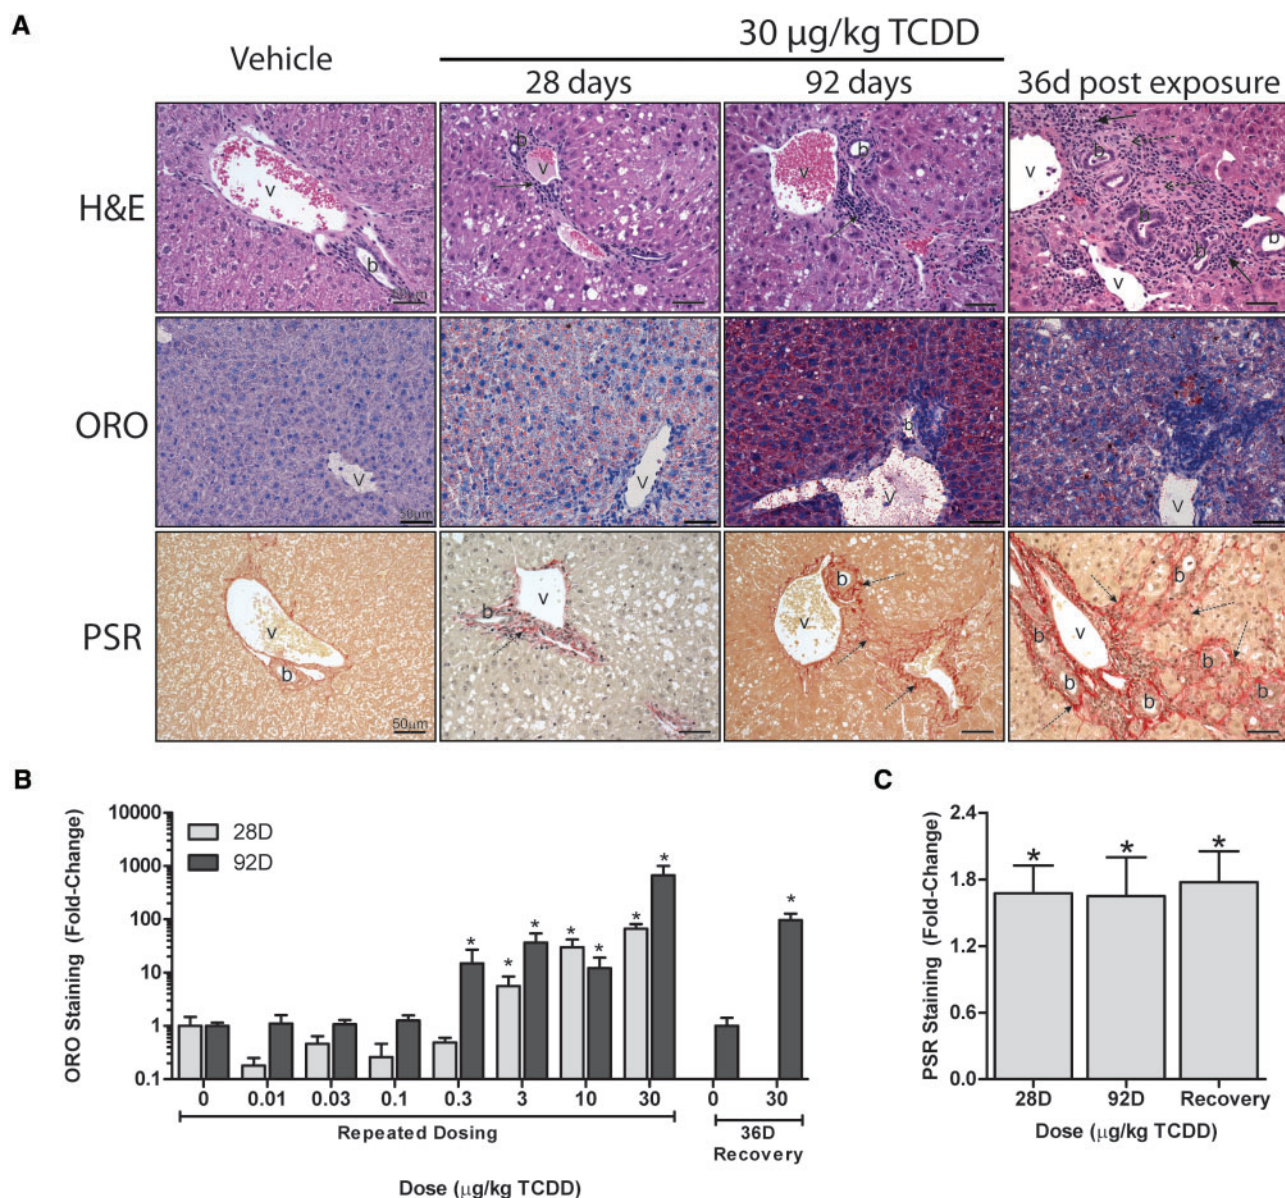 A
Vehicle
30 µg/kg TCDD
28 days
92 days
36d post exposure
H&E
v
b
50µm
b
v
v
b
v
b
b
b
b
v
ORO
v
50µm
v
b
v
v
PSR
v
b
50µm
b
v
b
v
b
v
b
b
b
b
b
b
B
ORO Staining (Fold-Change)
10000
1000
100
10
1
0.1
28D
92D
* * * * * * * *
0 0.01 0.03 0.1 0.3 3 10 30 0 30
Repeated Dosing
36D
Recovery
Dose (µg/kg TCDD)
C
PSR Staining (Fold-Change)
2.4
1.8
1.2
0.6
0.0
* * *
28D 92D Recovery
Dose (µg/kg TCDD)